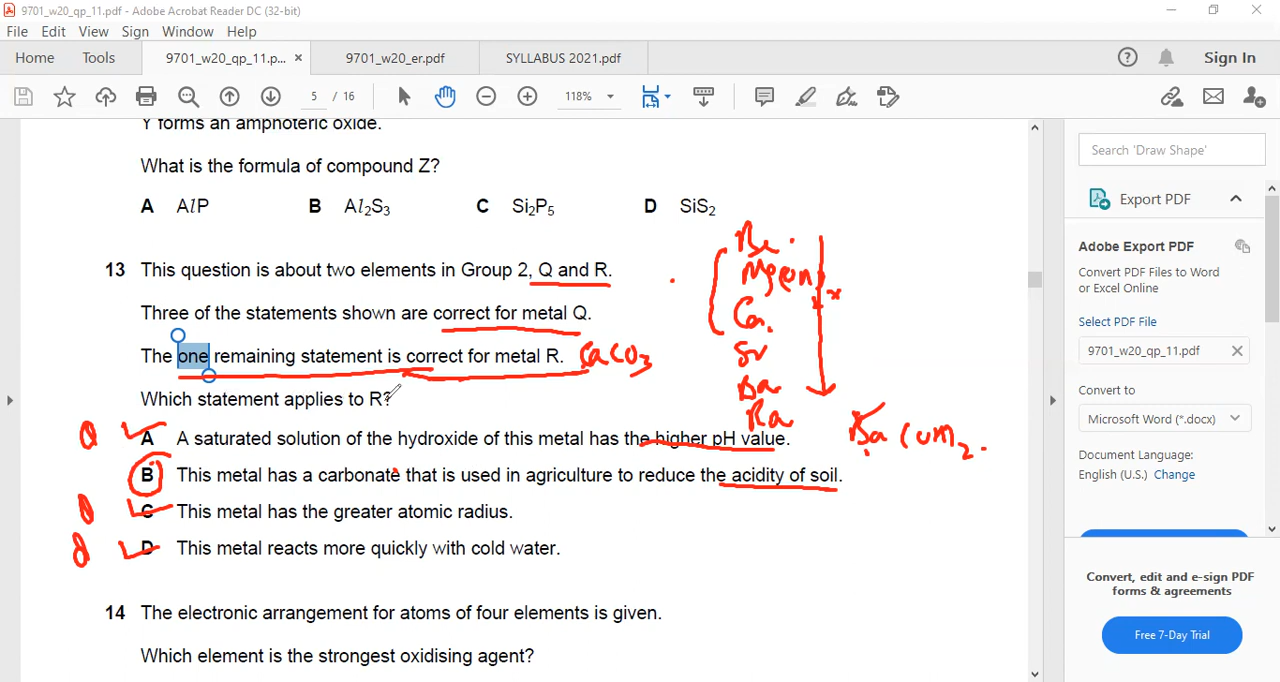 9701_w20_qp_11.pdf - Adobe Acrobat Reader DC (32-bit)
File Edit View Sign Window Help
Home Tools 9701_w20_qp_11.p... × 9701_w20_er.pdf SYLLABUS 2021.pdf Sign In
5 / 16 118%
Y forms an amphoteric oxide.
What is the formula of compound Z?
A AlP B Al₂S₃ C Si₂P₅ D SiS₂
13 This question is about two elements in Group 2, Q and R.
Three of the statements shown are correct for metal Q.
The one remaining statement is correct for metal R. CaCO₃
Which statement applies to R?
Q A A saturated solution of the hydroxide of this metal has the higher pH value.
B This metal has a carbonate that is used in agriculture to reduce the acidity of soil.
Q C This metal has the greater atomic radius.
Q D This metal reacts more quickly with cold water.
14 The electronic arrangement for atoms of four elements is given.
Which element is the strongest oxidising agent?
Be
Ca
Sr
Ba
Ra
Search 'Draw Shape'
Export PDF
Adobe Export PDF
Convert PDF Files to Word
or Excel Online
Select PDF File
9701_w20_qp_11.pdf
Convert to
Microsoft Word (*.docx)
Document Language:
English (U.S.) Change
Convert, edit and e-sign PDF
forms & agreements
Free 7-Day Trial